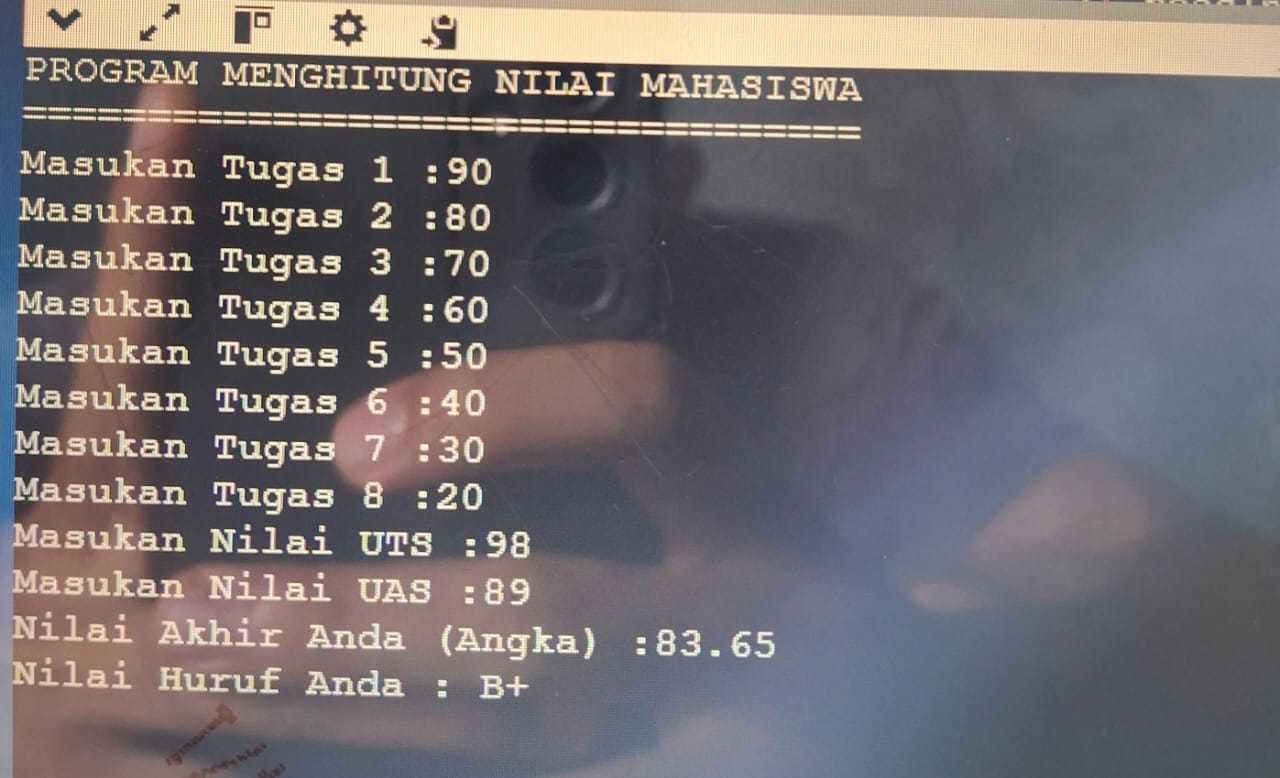 PROGRAM MENGHITUNG NILAI MAHASISWA
==================================
Masukan Tugas 1 :90
Masukan Tugas 2 :80
Masukan Tugas 3 :70
Masukan Tugas 4 :60
Masukan Tugas 5 :50
Masukan Tugas 6 :40
Masukan Tugas 7 :30
Masukan Tugas 8 :20
Masukan Nilai UTS :98
Masukan Nilai UAS :89
Nilai Akhir Anda (Angka) :83.65
Nilai Huruf Anda : B+